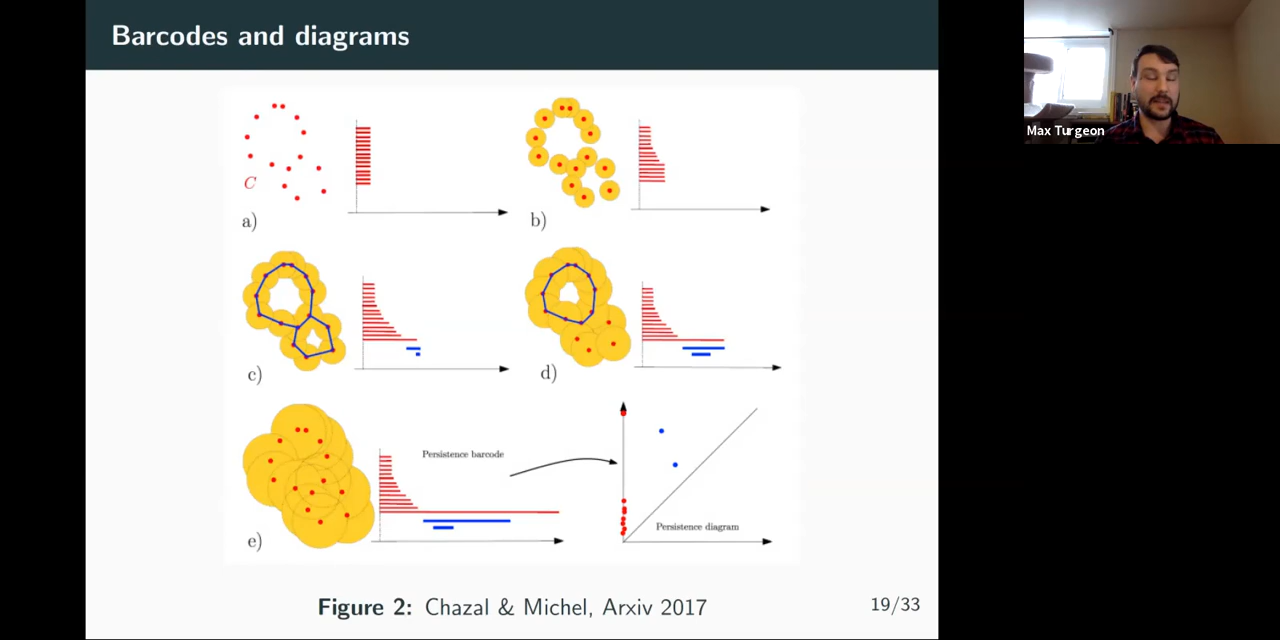 Barcodes and diagrams
Max Turgeon
C
a)
b)
c)
d)
e)
Persistence barcode
Persistence diagram
Figure 2: Chazal & Michel, Arxiv 2017
19/33